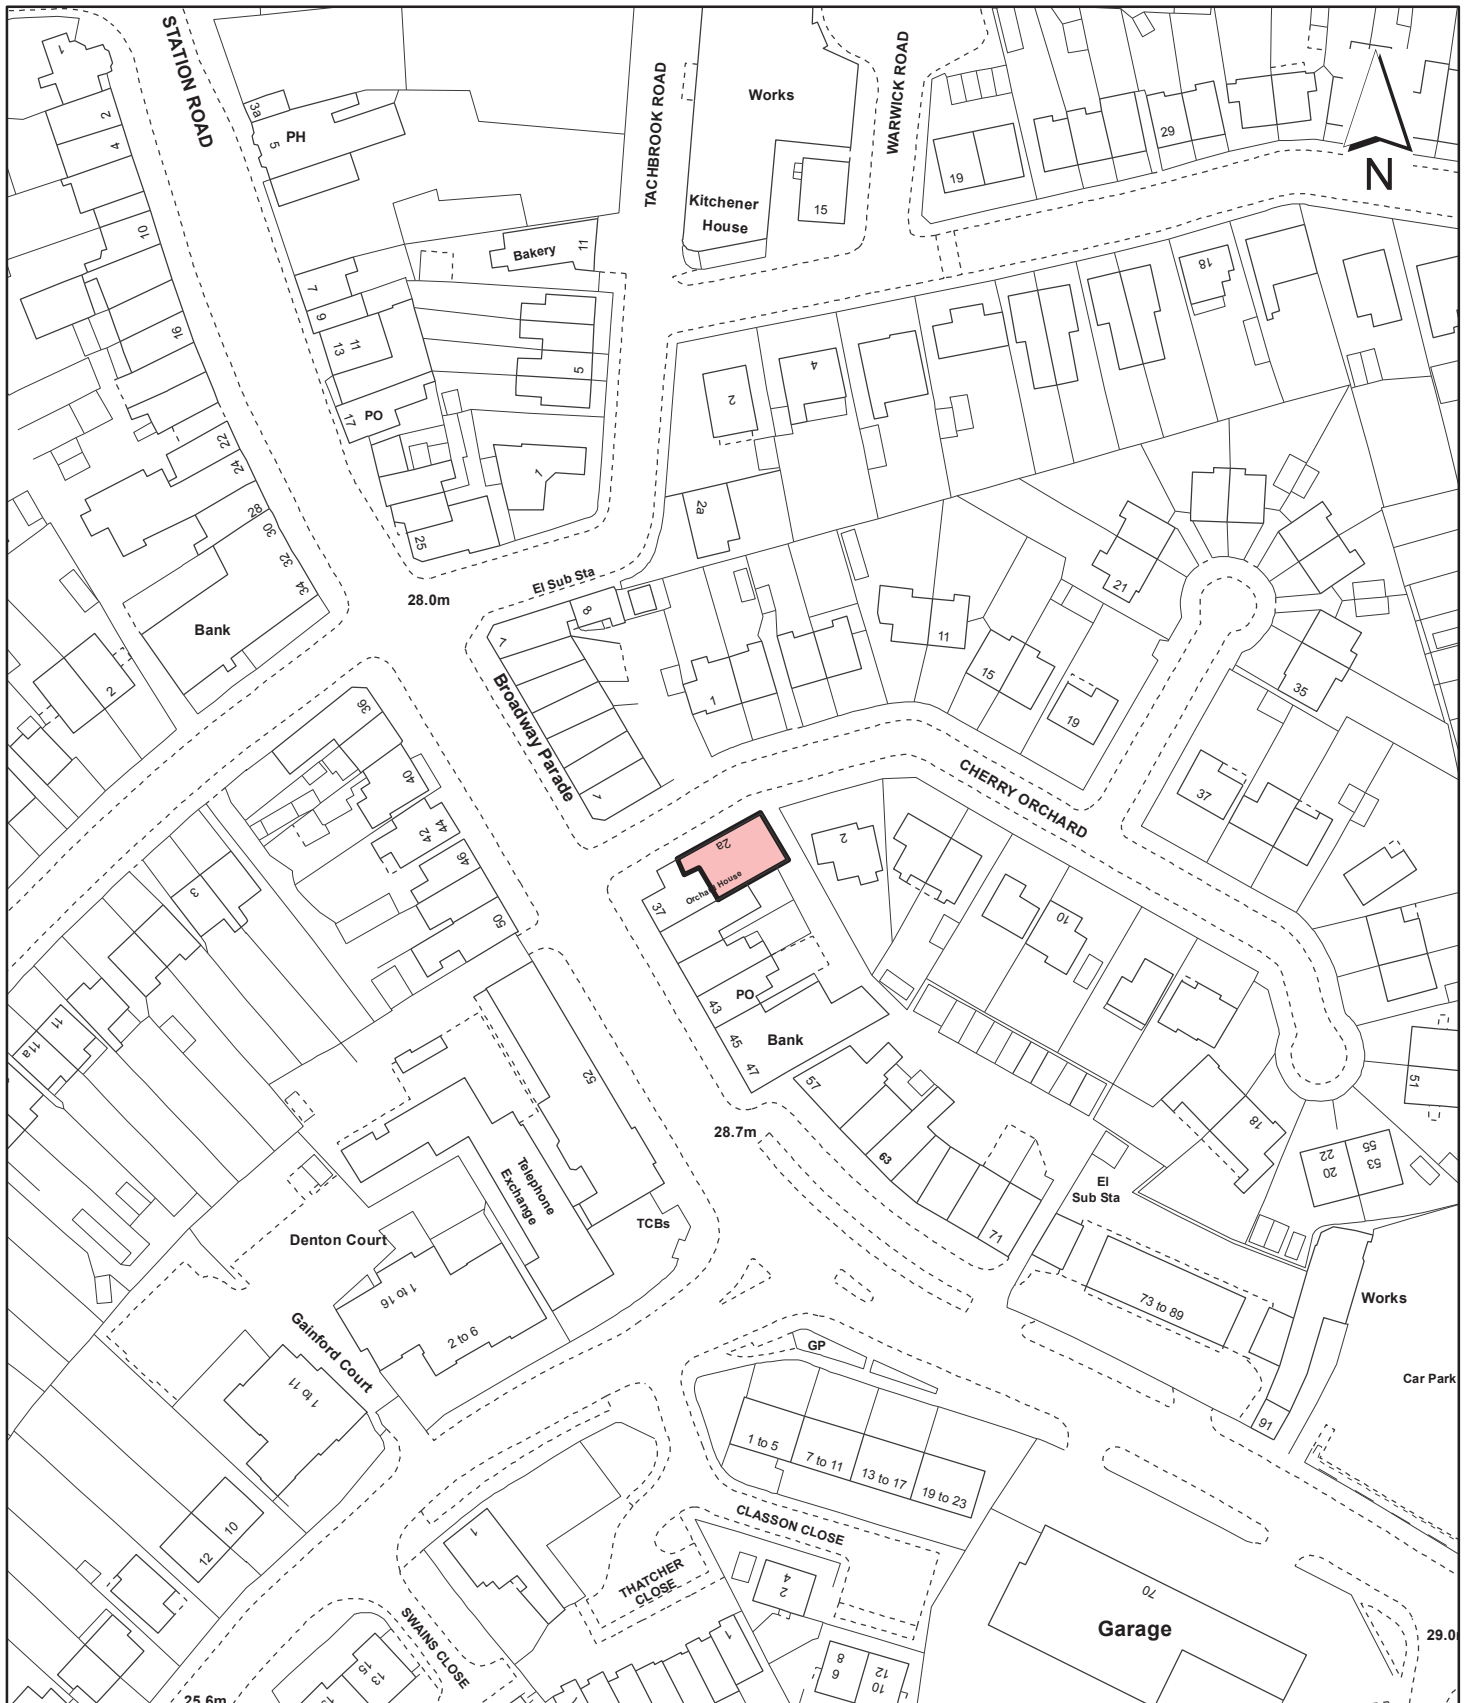 1
STATION ROAD
2
4
10
16
3a
5
PH
TACHBROOK ROAD
Works
WARWICK ROAD
19
29
N
Kitchener
House
15
Bakery
11
7
9
13
11
5
17
PO
1
25
22
24
28
30
32
34
Bank
2
28.0m
El Sub Sta
2
4
18
2a
8
1
7
Broadway Parade
1
11
15
19
21
35
37
CHERRY ORCHARD
36
40
42
44
46
50
3
11
11a
2a
Orchard House
37
2
10
PO
43
45
47
Bank
28.7m
57
63
71
52
Telephone
Exchange
TCBs
Denton Court
1 to 16
2 to 6
Gainford Court
1 to 11
10
12
18
51
22
20
55
53
El
Sub Sta
73 to 89
Works
Car Park
91
GP
1 to 5
7 to 11
13 to 17
19 to 23
CLASSON CLOSE
THATCHER
CLOSE
4
2
1
1
SWAINS CLOSE
15
13
8
6
12
10
70
Garage
29.0
25.6m